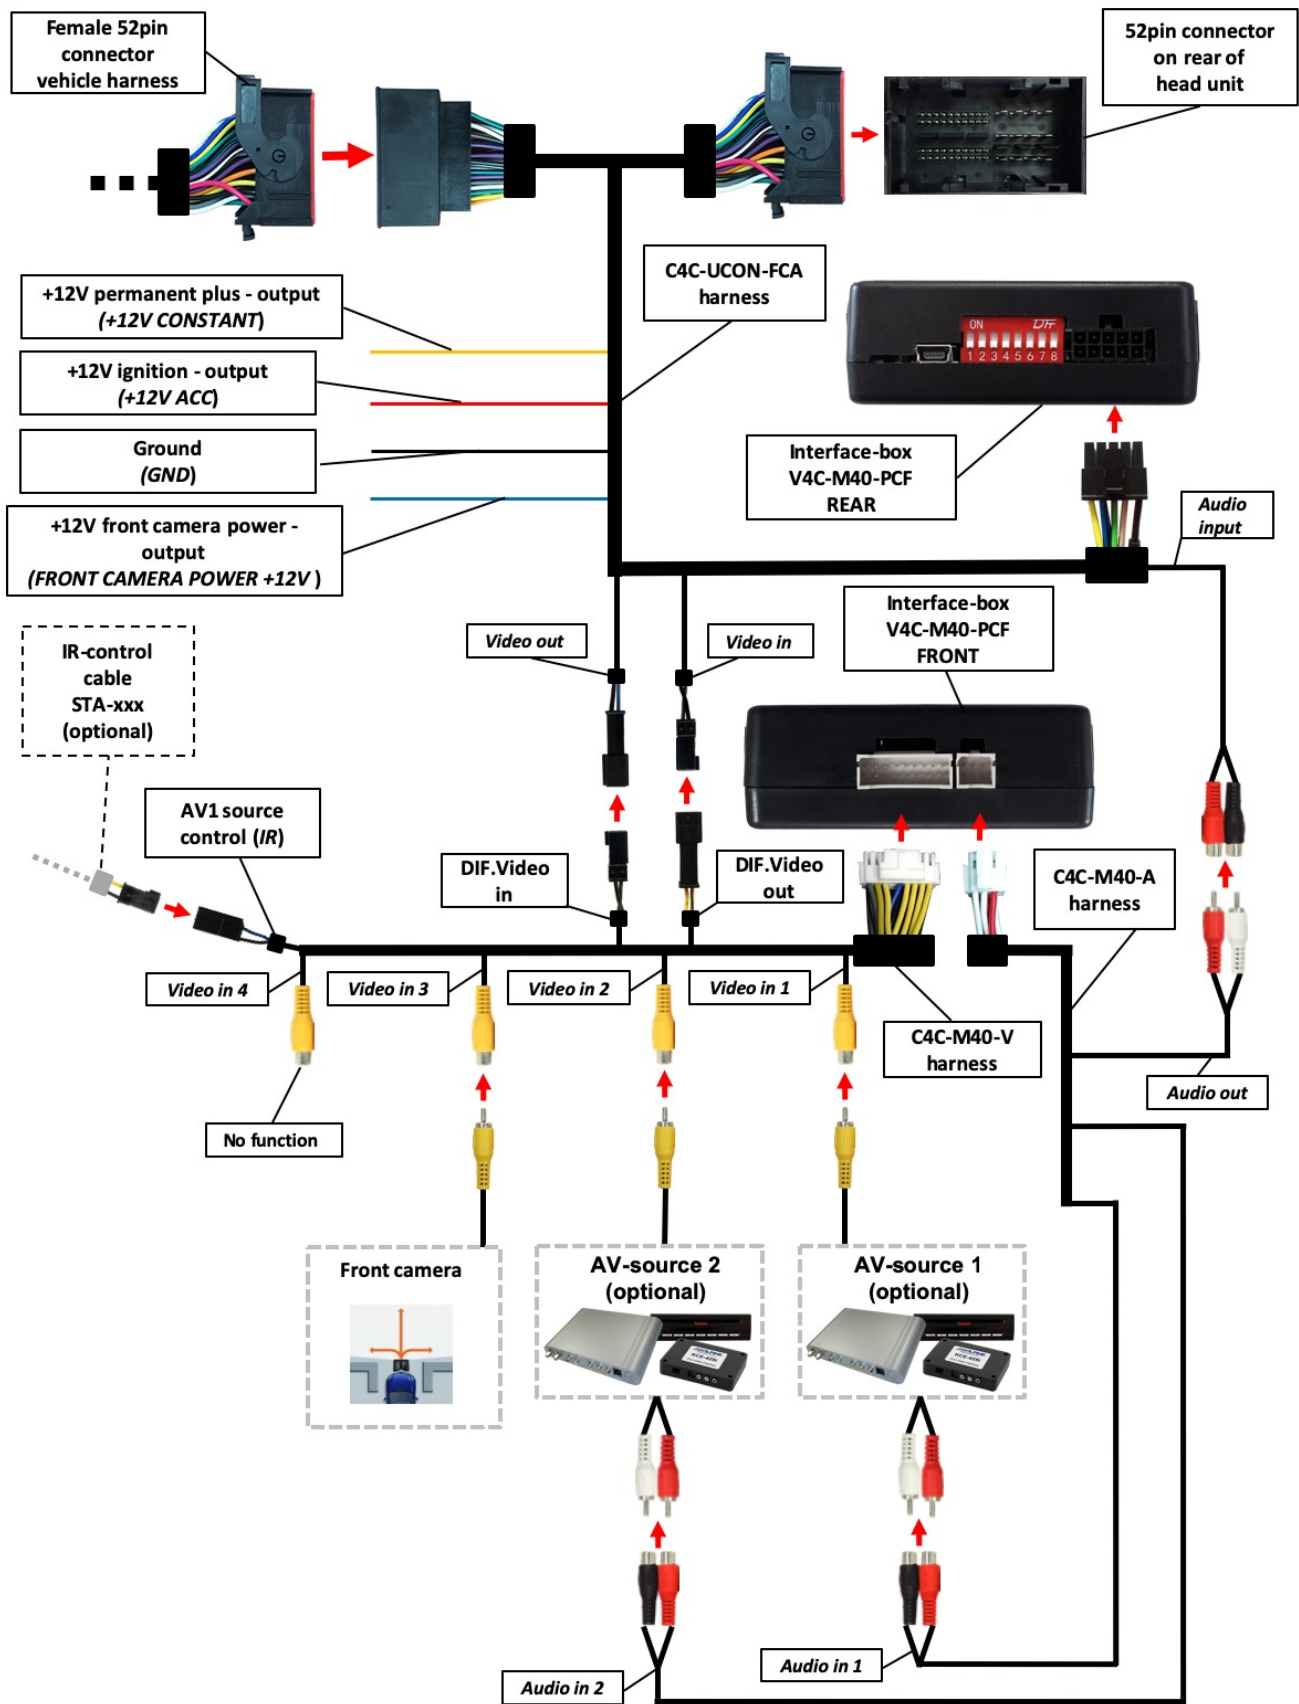 Female 52pin
connector
vehicle harness
52pin connector
on rear of
head unit
C4C-UCON-FCA
harness
+12V permanent plus - output
(+12V CONSTANT)
+12V ignition - output
(+12V ACC)
Ground
(GND)
+12V front camera power -
output
(FRONT CAMERA POWER +12V )
ON
1 2 3 4 5 6 7 8
Interface-box
V4C-M40-PCF
REAR
Audio
input
Interface-box
V4C-M40-PCF
FRONT
Video out
Video in
IR-control
cable
STA-xxx
(optional)
AV1 source
control (IR)
DIF.Video
in
DIF.Video
out
C4C-M40-A
harness
Video in 4
Video in 3
Video in 2
Video in 1
C4C-M40-V
harness
Audio out
No function
Front camera
AV-source 2
(optional)
AV-source 1
(optional)
KCE-425i
KCE-425i
Audio in 2
Audio in 1